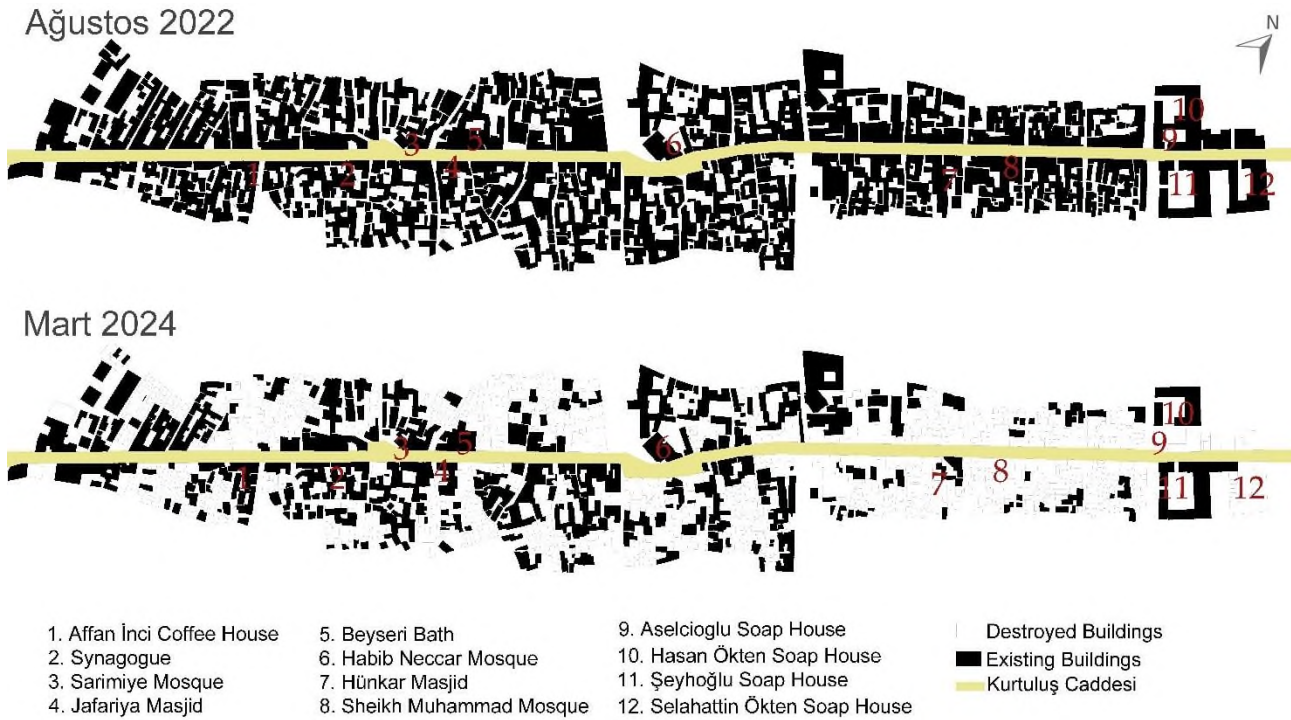 Ağustos 2022
N
10
9
3
5
6
1
2
4
7
8
11
12
Mart 2024
10
9
3
5
6
1
2
4
7
8
11
12
1. Affan İnci Coffee House
2. Synagogue
3. Sarimiye Mosque
4. Jafariya Masjid
5. Beyseri Bath
6. Habib Neccar Mosque
7. Hünkar Masjid
8. Sheikh Muhammad Mosque
9. Aselcioglu Soap House
10. Hasan Ökten Soap House
11. Şeyhoğlu Soap House
12. Selahattin Ökten Soap House
Destroyed Buildings
Existing Buildings
Kurtuluş Caddesi